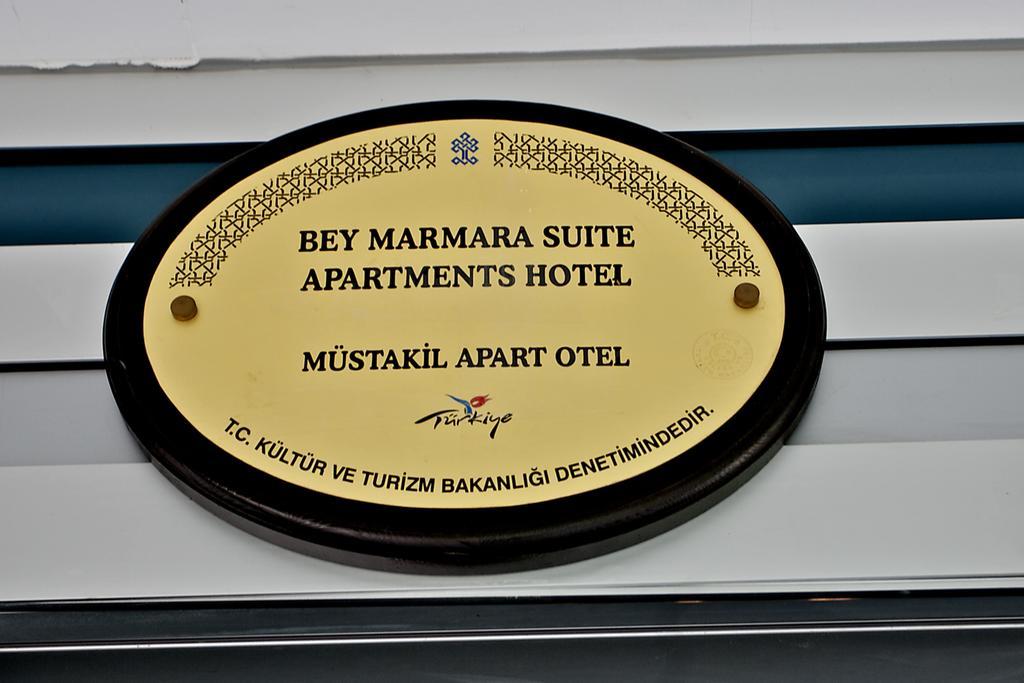 BEY MARMARA SUITE
APARTMENTS HOTEL
MÜSTAKİL APART OTEL
Türkiye
T.C. KÜLTÜR VE TURİZM BAKANLIĞI DENETİMİNDEDİR.